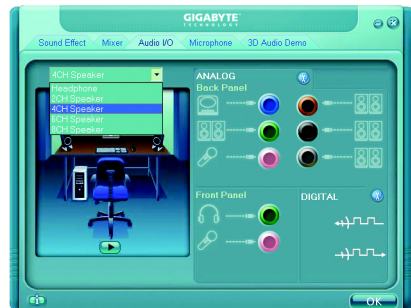 GIGABYTE
TECHNOLOGY
Sound Effect Mixer Audio I/O Microphone 3D Audio Demo
4CH Speaker
Headphone
2CH Speaker
4CH Speaker
6CH Speaker
8CH Speaker
ANALOG
Back Panel
Front Panel
DIGITAL
OK